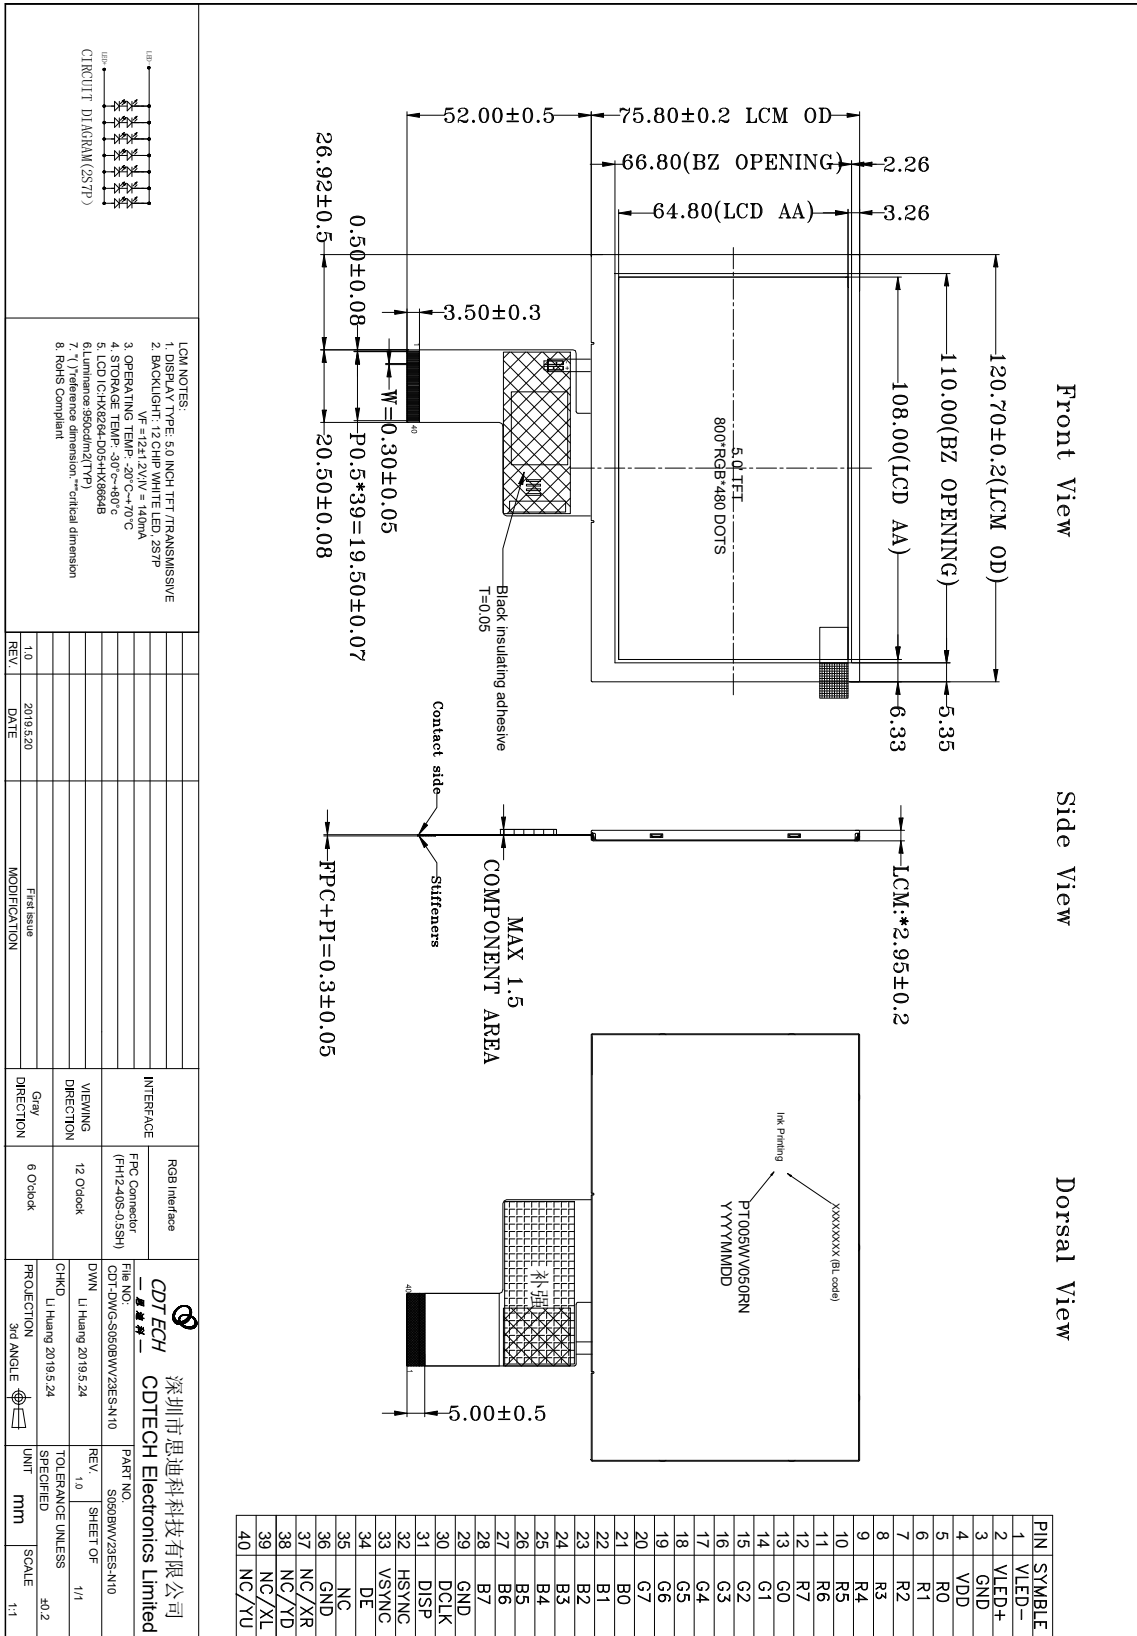 Front View
Side View
Dorsal View
120.70±0.2(LCM OD)
110.00(BZ OPENING)
108.00(LCD AA)
5.35
6.33
75.80±0.2 LCM OD
66.80(BZ OPENING)
64.80(LCD AA)
2.26
3.26
52.00±0.5
26.92±0.5
0.50±0.08
3.50±0.3
1
40
W=0.30±0.05
P0.5*39=19.50±0.07
20.50±0.08
5.0" TFT
800*RGB*480 DOTS
Black insulating adhesive
T=0.05
LCM:*2.95±0.2
MAX 1.5
COMPONENT AREA
Contact side
Stiffeners
FPC+PI=0.3±0.05
Ink Printing
XXXXXXXX (BL code)
PT005WV050RN
YYYYMMDD
补强
40
1
5.00±0.5
PIN SYMBLE
1 VLED-
2 VLED+
3 GND
4 VDD
5 R0
6 R1
7 R2
8 R3
9 R4
10 R5
11 R6
12 R7
13 G0
14 G1
15 G2
16 G3
17 G4
18 G5
19 G6
20 G7
21 B0
22 B1
23 B2
24 B3
25 B4
26 B5
27 B6
28 B7
29 GND
30 DCLK
31 DISP
32 HSYNC
33 VSYNC
34 DE
35 NC
36 GND
37 NC/XR
38 NC/YD
39 NC/XL
40 NC/YU
CIRCUIT DIAGRAM(2S7P)
LCM NOTES:
1. DISPLAY TYPE: 5.0 INCH TFT /TRANSMISSIVE
2. BACKLIGHT: 12 CHIP WHITE LED, 2S7P
VF =12±1.2V,IV = 140mA
3. OPERATING TEMP: -20°C~+70°C
4. STORAGE TEMP: -30°c~+80°c
5. LCD IC:HX8264-D05+HX8664B
6.Luminance:950cd/m2(TYP)
7. "( )"reference dimension,"*"critical dimension
8. RoHS Compliant
1.0 2019.5.20 First issue
REV. DATE MODIFICATION
INTERFACE
RGB Interface
FPC Connector
(FH12-40S-0.5SH)
VIEWING
DIRECTION
12 O'clock
Gray
DIRECTION
6 O'clock
CDTECH
深圳市思迪科科技有限公司
CDTECH Electronics Limited
File NO:
CDT-DWG-S050BWV23ES-N10
PART NO.
S050BWV23ES-N10
DWN
Li Huang 2019.5.24
REV. 1.0
SHEET OF 1/1
CHKD
Li Huang 2019.5.24
TOLERANCE UNLESS
SPECIFIED ±0.2
PROJECTION
3rd ANGLE
UNIT
mm
SCALE
1:1